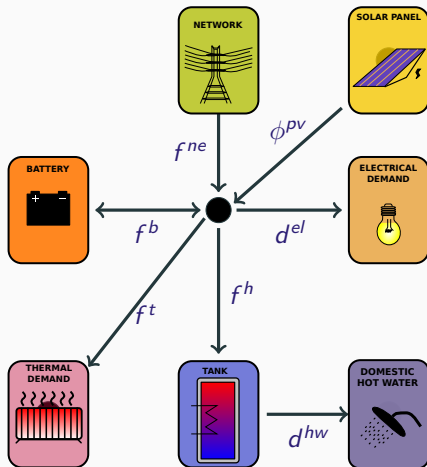 NETWORK
SOLAR PANEL
f^{ne}
ϕ^{pv}
BATTERY
+ −
ELECTRICAL
DEMAND
f^b
d^{el}
f^t
f^h
THERMAL
DEMAND
TANK
DOMESTIC
HOT WATER
d^{hw}